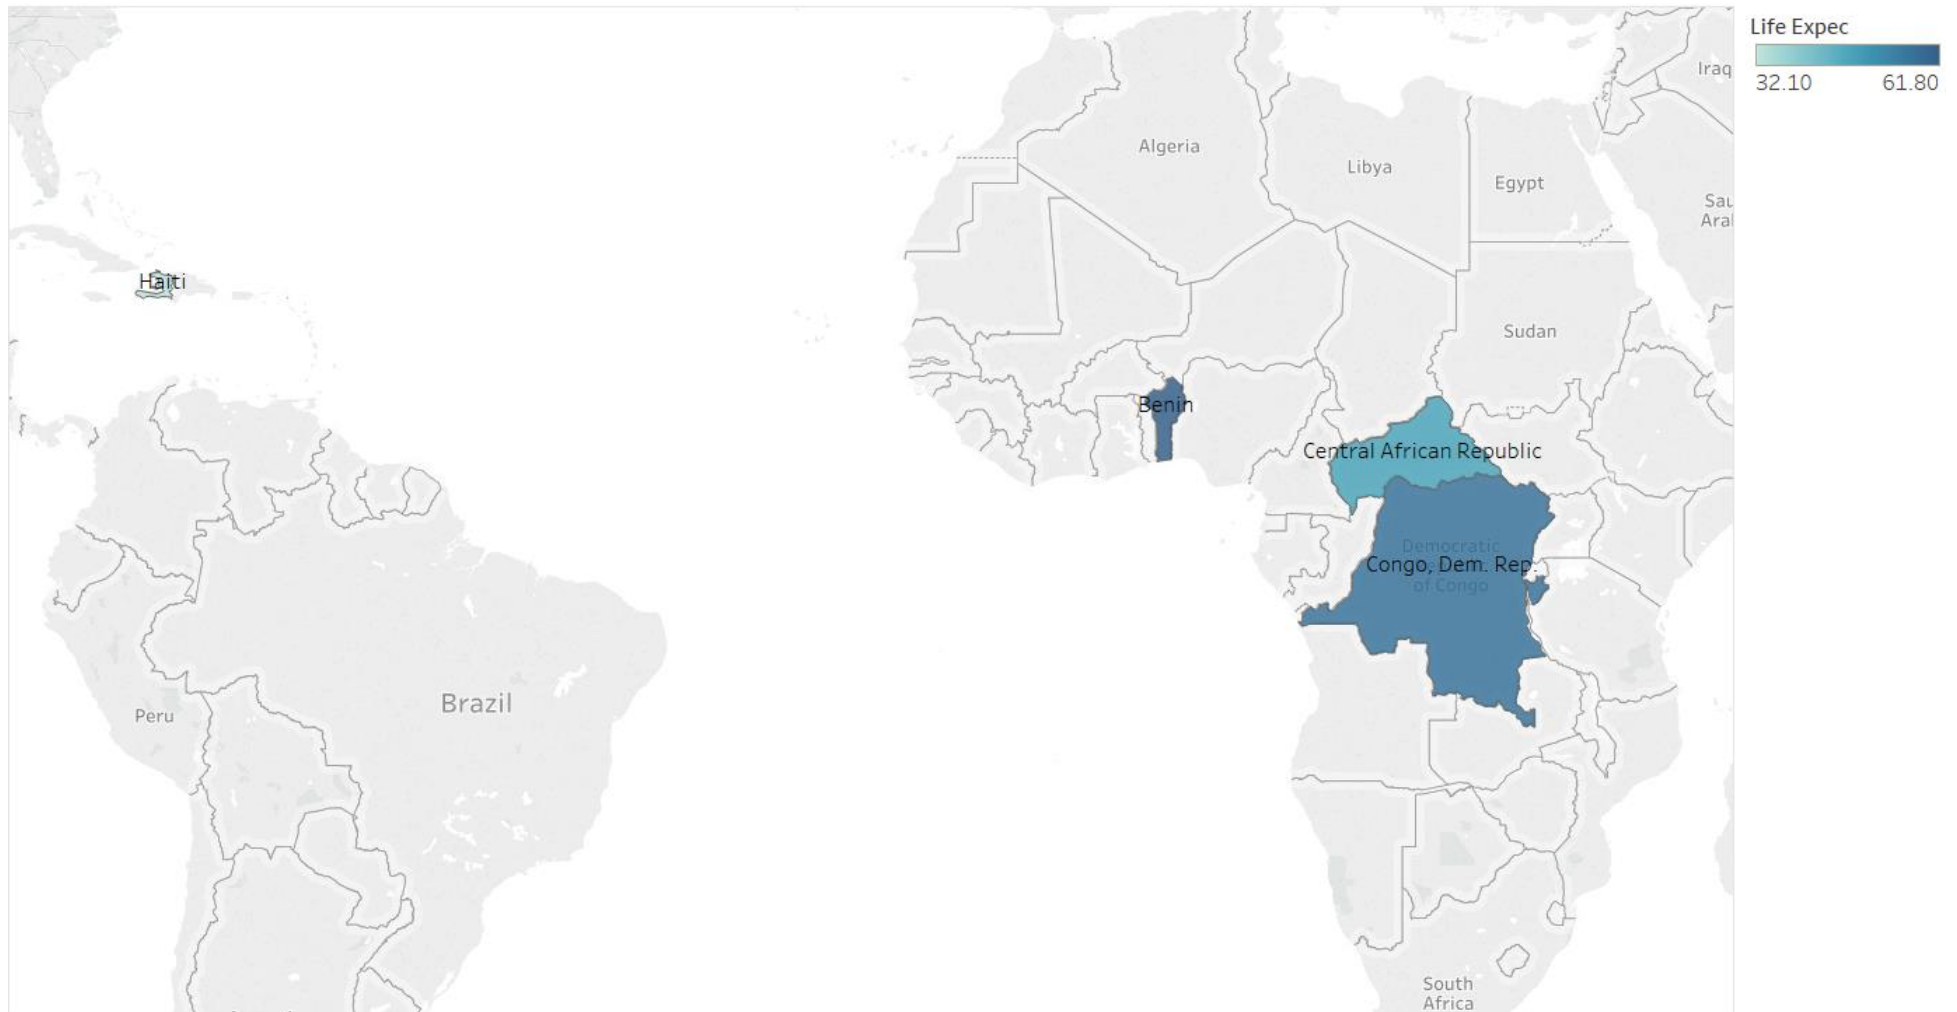 Life Expec
32.10 61.80
Iraq
Algeria
Libya
Egypt
Sau
Aral
Haiti
Sudan
Benin
Central African Republic
Democratic
Congo, Dem. Rep.
of Congo
Brazil
Peru
South
Africa